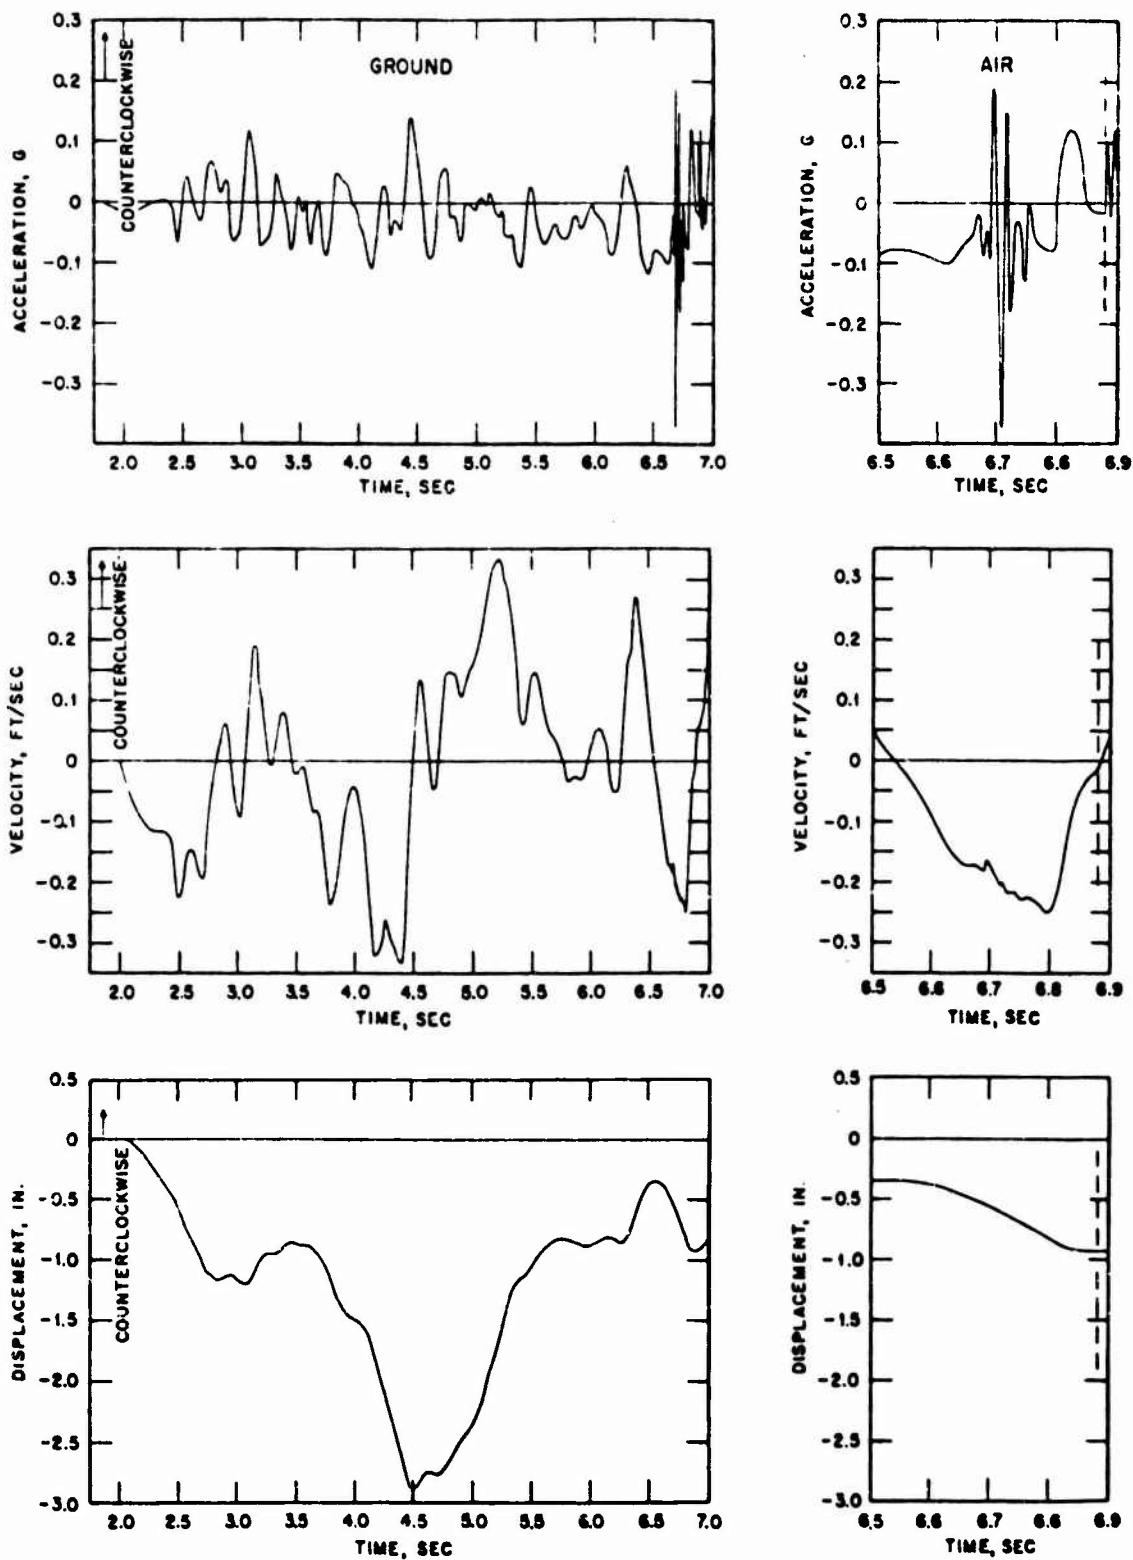 0.3
0.2
0.1
0
-0.1
-0.2
-0.3
ACCELERATION, G
COUNTERCLOCKWISE
GROUND
2.0 2.5 3.0 3.5 4.0 4.5 5.0 5.5 6.0 6.5 7.0
TIME, SEC
0.3
0.2
0.1
0
-0.1
-0.2
-0.3
ACCELERATION, G
AIR
6.5 6.6 6.7 6.8 6.9
TIME, SEC
0.3
0.2
0.1
0
-0.1
-0.2
-0.3
VELOCITY, FT/SEC
COUNTERCLOCKWISE
2.0 2.5 3.0 3.5 4.0 4.5 5.0 5.5 6.0 6.5 7.0
TIME, SEC
0.3
0.2
0.1
0
-0.1
-0.2
-0.3
VELOCITY, FT/SEC
6.5 6.6 6.7 6.8 6.9
TIME, SEC
0.5
0
-0.5
-1.0
-1.5
-2.0
-2.5
-3.0
DISPLACEMENT, IN.
COUNTERCLOCKWISE
2.0 2.5 3.0 3.5 4.0 4.5 5.0 5.5 6.0 6.5 7.0
TIME, SEC
0.5
0
-0.5
-1.0
-1.5
-2.0
-2.5
-3.0
DISPLACEMENT, IN.
6.5 6.6 6.7 6.8 6.9
TIME, SEC